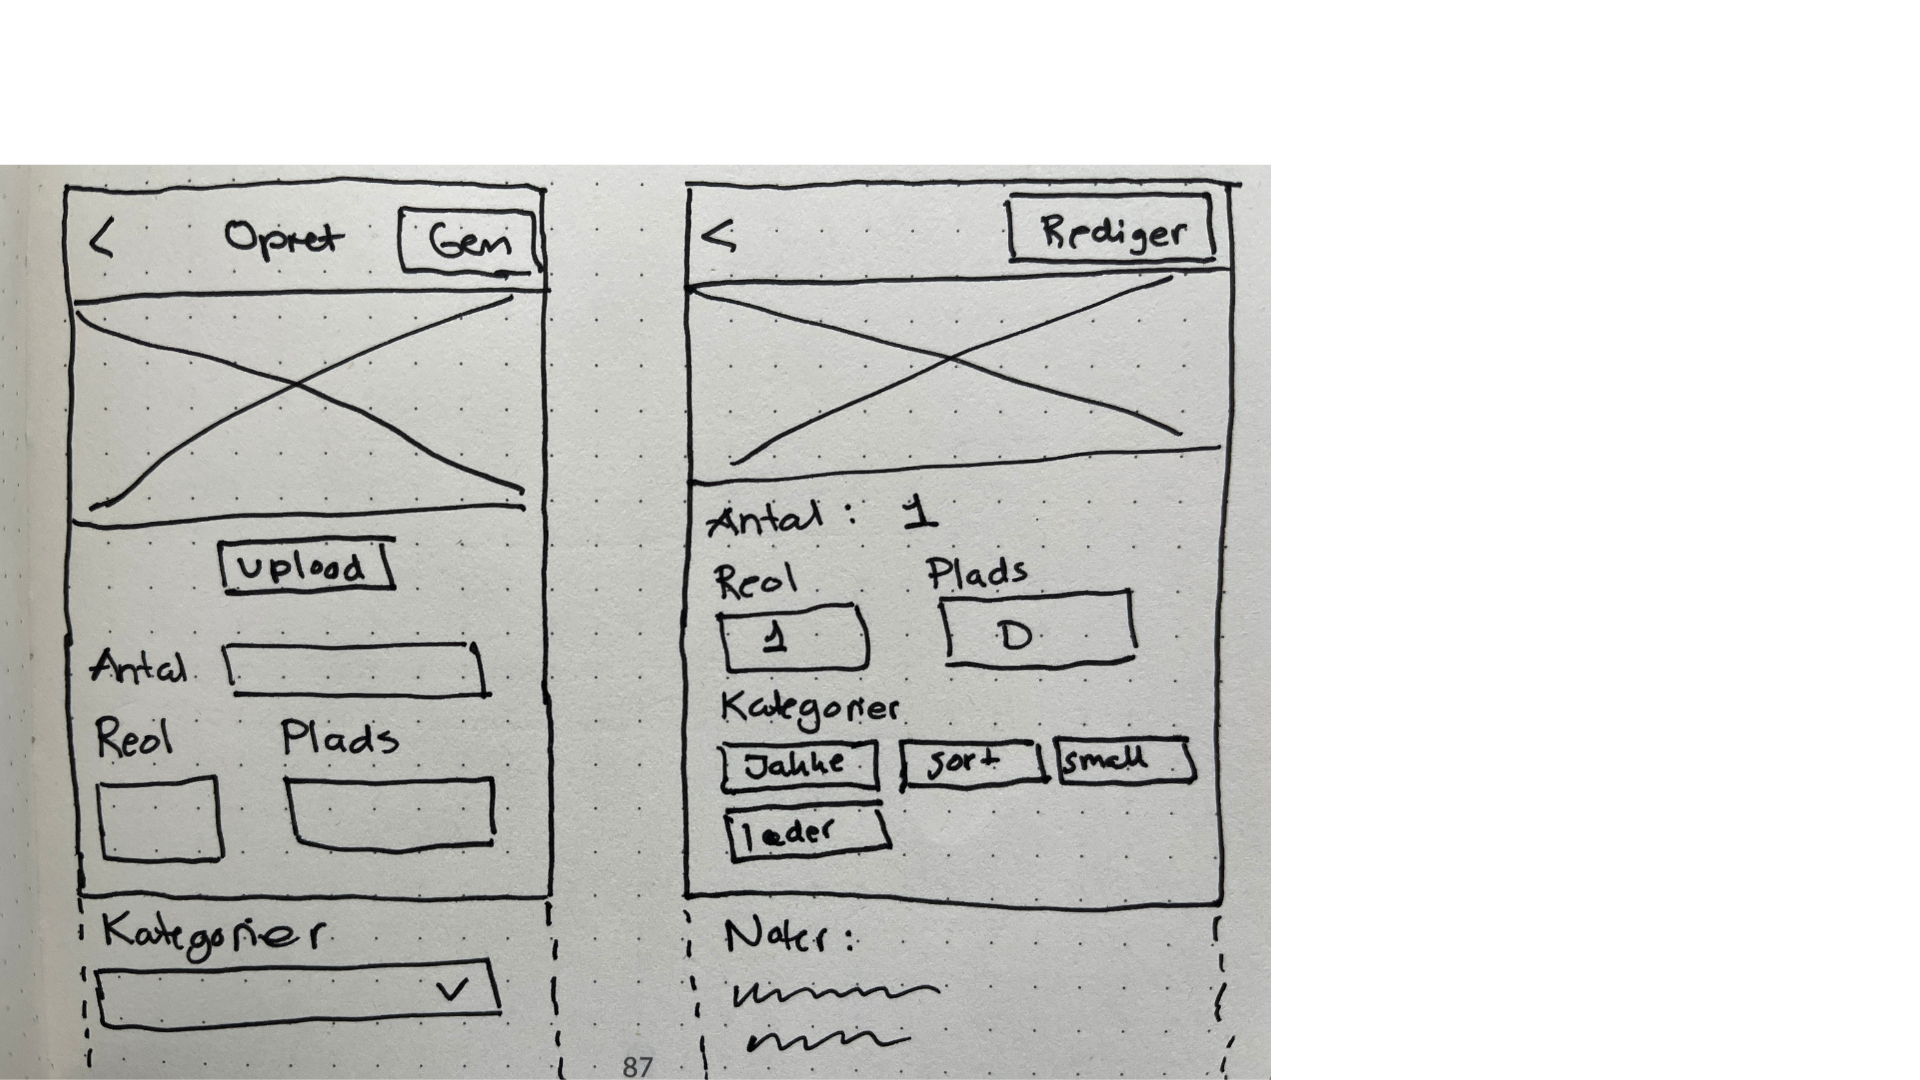 < Opret Gem
upload
Antal
Reol Plads
Kategorier
< Rediger
Antal : 1
Reol Plads
1 D
Kategorier
Jakke sort small
læder
Noter :
87